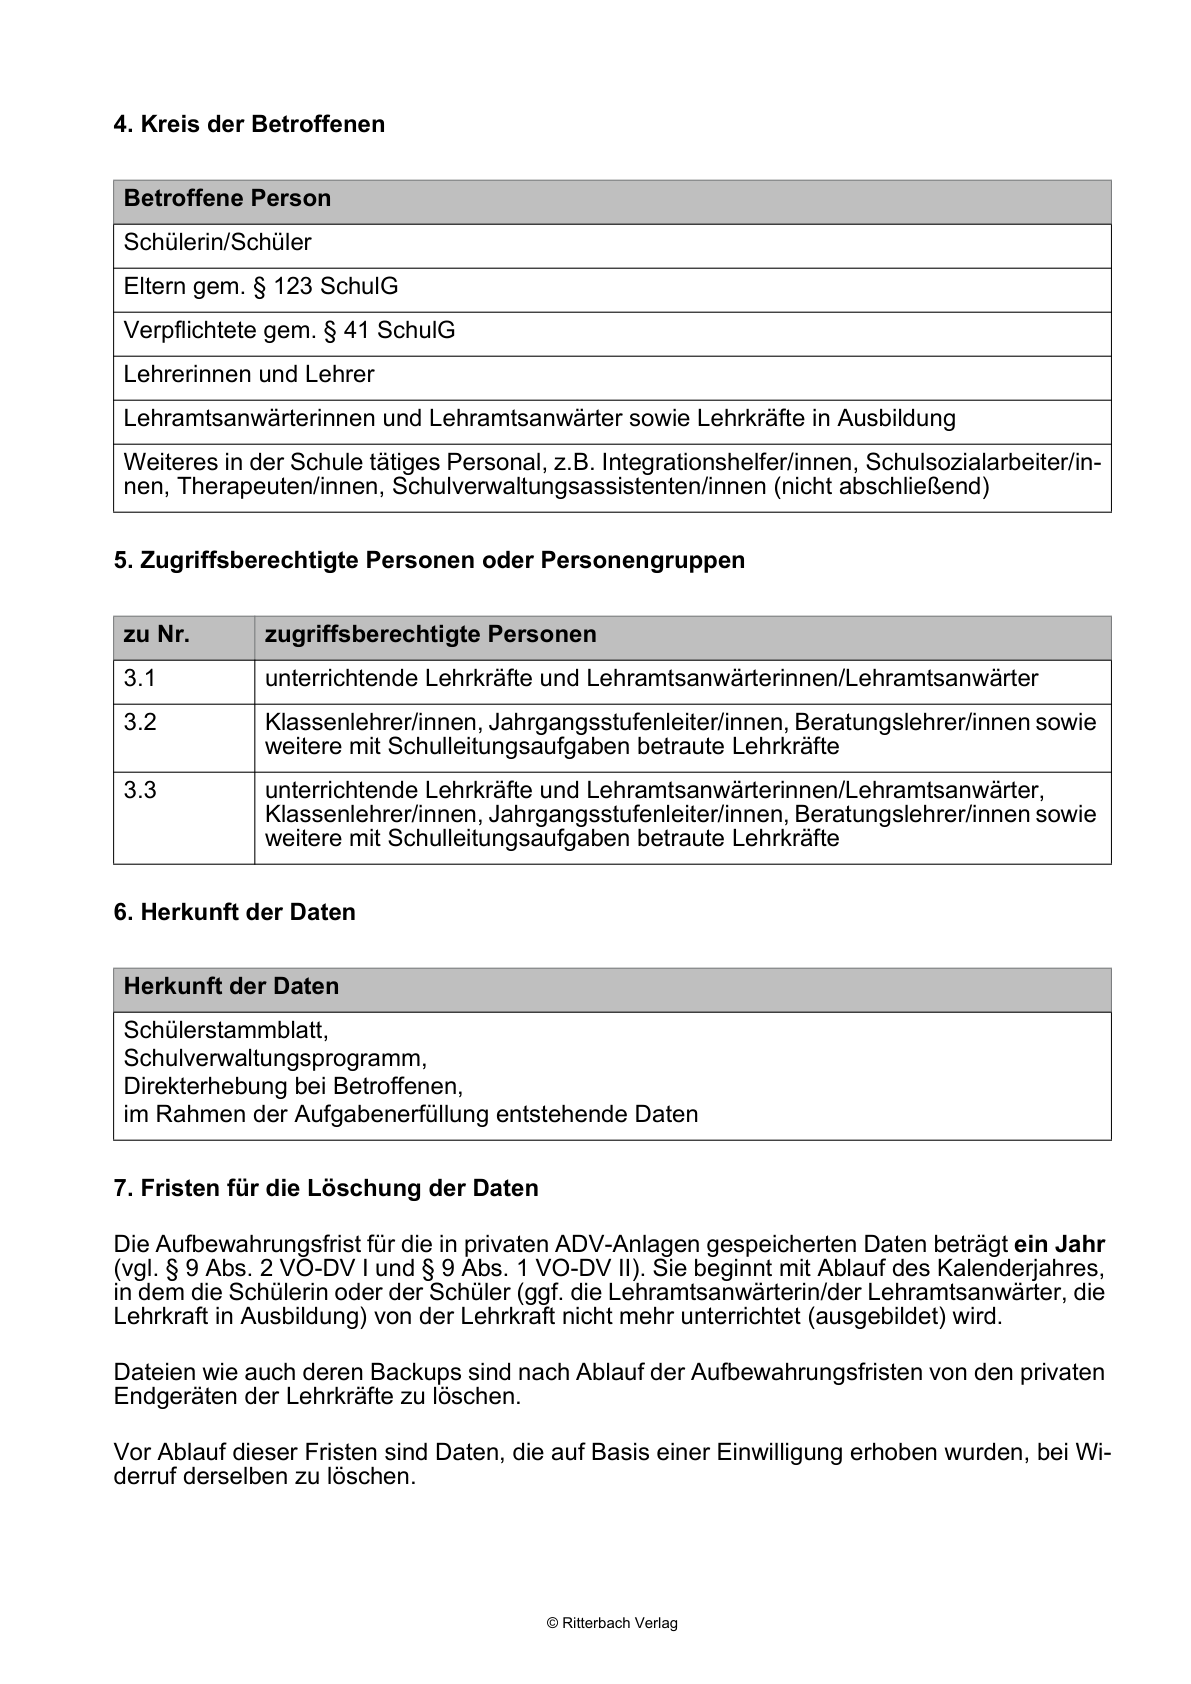 4. Kreis der Betroffenen
Betroffene Person
Schülerin/Schüler
Eltern gem. § 123 SchulG
Verpflichtete gem. § 41 SchulG
Lehrerinnen und Lehrer
Lehramtsanwärterinnen und Lehramtsanwärter sowie Lehrkräfte in Ausbildung
Weiteres in der Schule tätiges Personal, z.B. Integrationshelfer/innen, Schulsozialarbeiter/in-
nen, Therapeuten/innen, Schulverwaltungsassistenten/innen (nicht abschließend)
5. Zugriffsberechtigte Personen oder Personengruppen
zu Nr. zugriffsberechtigte Personen
3.1 unterrichtende Lehrkräfte und Lehramtsanwärterinnen/Lehramtsanwärter
3.2 Klassenlehrer/innen, Jahrgangsstufenleiter/innen, Beratungslehrer/innen sowie
weitere mit Schulleitungsaufgaben betraute Lehrkräfte
3.3 unterrichtende Lehrkräfte und Lehramtsanwärterinnen/Lehramtsanwärter,
Klassenlehrer/innen, Jahrgangsstufenleiter/innen, Beratungslehrer/innen sowie
weitere mit Schulleitungsaufgaben betraute Lehrkräfte
6. Herkunft der Daten
Herkunft der Daten
Schülerstammblatt,
Schulverwaltungsprogramm,
Direkterhebung bei Betroffenen,
im Rahmen der Aufgabenerfüllung entstehende Daten
7. Fristen für die Löschung der Daten
Die Aufbewahrungsfrist für die in privaten ADV-Anlagen gespeicherten Daten beträgt ein Jahr
(vgl. § 9 Abs. 2 VO-DV I und § 9 Abs. 1 VO-DV II). Sie beginnt mit Ablauf des Kalenderjahres,
in dem die Schülerin oder der Schüler (ggf. die Lehramtsanwärterin/der Lehramtsanwärter, die
Lehrkraft in Ausbildung) von der Lehrkraft nicht mehr unterrichtet (ausgebildet) wird.
Dateien wie auch deren Backups sind nach Ablauf der Aufbewahrungsfristen von den privaten
Endgeräten der Lehrkräfte zu löschen.
Vor Ablauf dieser Fristen sind Daten, die auf Basis einer Einwilligung erhoben wurden, bei Wi-
derruf derselben zu löschen.
© Ritterbach Verlag